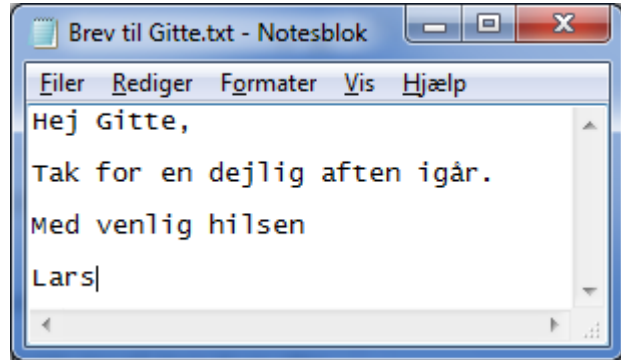 Brev til Gitte.txt - Notesblok
Filer Rediger Formater Vis Hjælp
Hej Gitte,
Tak for en dejlig aften igår.
Med venlig hilsen
Lars